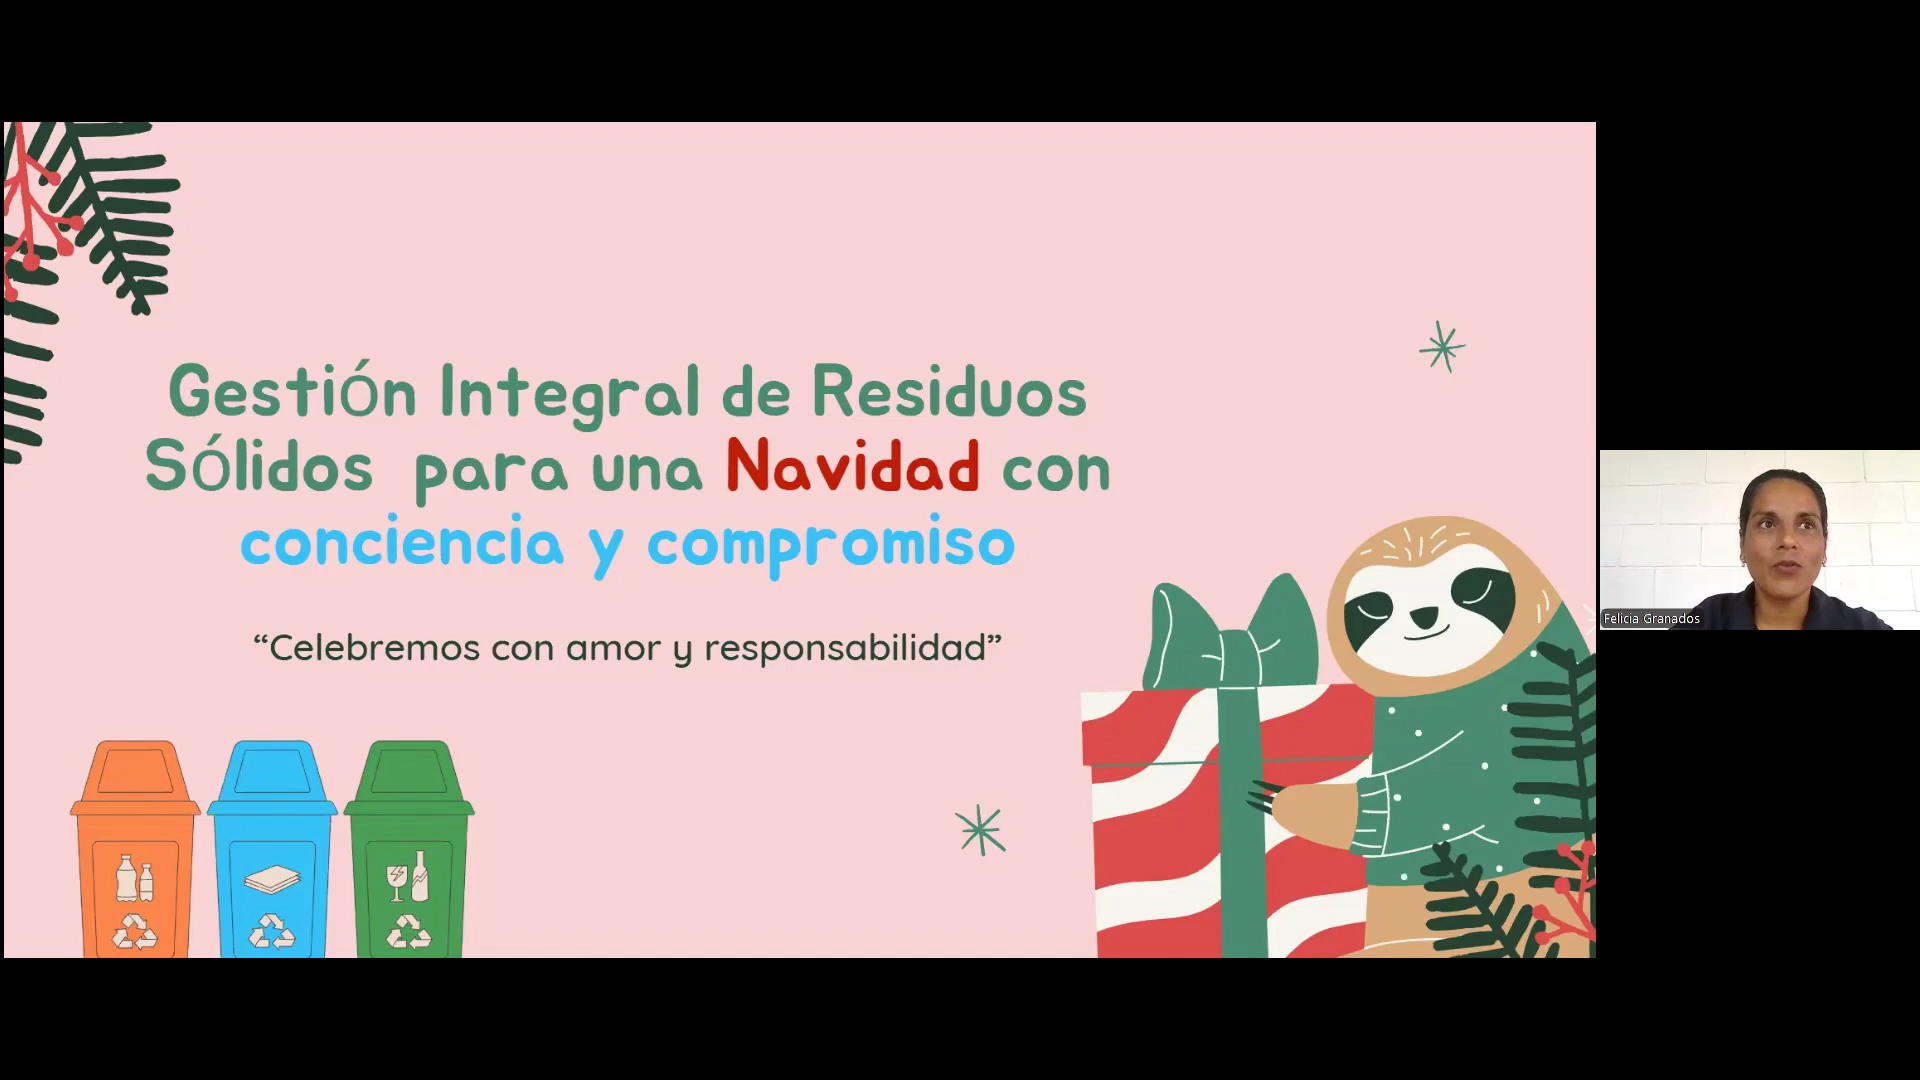 Gestión Integral de Residuos
Sólidos para una Navidad con
conciencia y compromiso
“Celebremos con amor y responsabilidad”
Felicia Granados